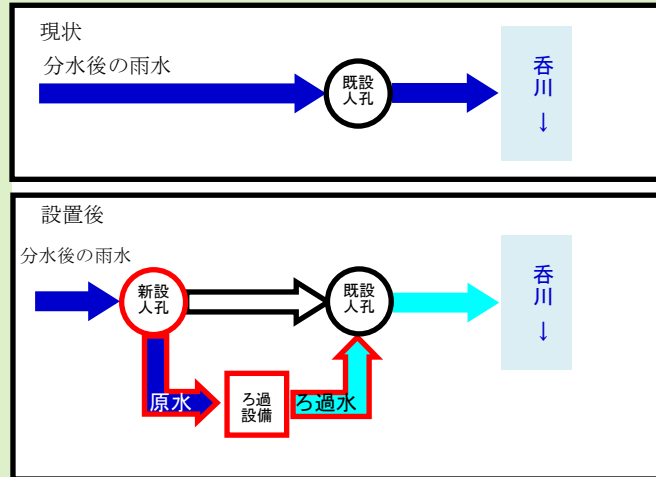 現状
分水後の雨水
既設
人孔
呑川
↓
設置後
分水後の雨水
新設
人孔
既設
人孔
呑川
↓
原水
ろ過
設備
ろ過水